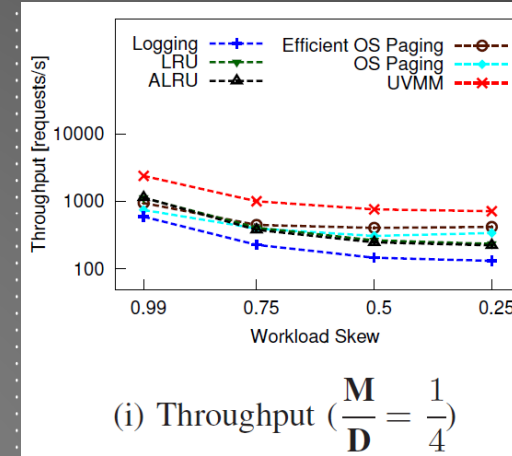 Logging
LRU
ALRU
Efficient OS Paging
OS Paging
UVMM
Throughput [requests/s]
10000
1000
100
0.99 0.75 0.5 0.25
Workload Skew
(i) Throughput (M/D = 1/4)